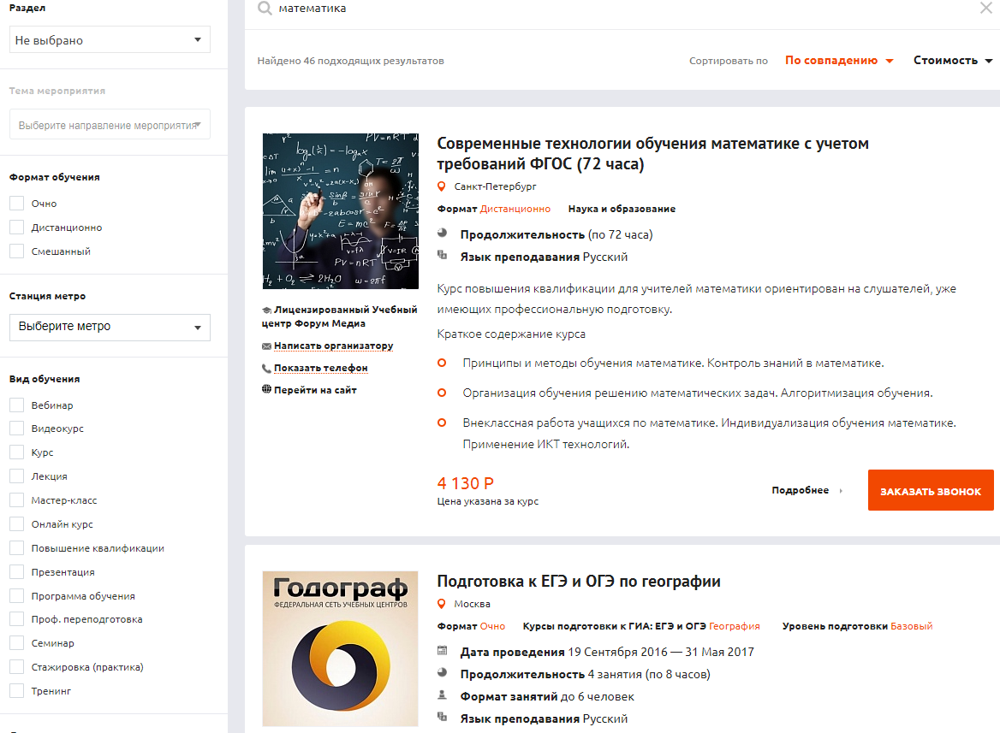 Раздел
Не выбрано
Тема мероприятия
Выберите направление мероприятия
Формат обучения
Очно
Дистанционно
Смешанный
Станция метро
Выберите метро
Вид обучения
Вебинар
Видеокурс
Курс
Лекция
Мастер-класс
Онлайн курс
Повышение квалификации
Презентация
Программа обучения
Проф. переподготовка
Семинар
Стажировка (практика)
Тренинг
математика
Найдено 46 подходящих результатов
Сортировать по По совпадению Стоимость
PV=nRT
E=mc²
PV=nRT
Лицензированный Учебный
центр Форум Медиа
Написать организатору
Показать телефон
Перейти на сайт
Современные технологии обучения математике с учетом
требований ФГОС (72 часа)
Санкт-Петербург
Формат Дистанционно Наука и образование
Продолжительность (по 72 часа)
Язык преподавания Русский
Курс повышения квалификации для учителей математики ориентирован на слушателей, уже
имеющих профессиональную подготовку.
Краткое содержание курса
Принципы и методы обучения математике. Контроль знаний в математике.
Организация обучения решению математических задач. Алгоритмизация обучения.
Внеклассная работа учащихся по математике. Индивидуализация обучения математике.
Применение ИКТ технологий.
4 130 Р
Цена указана за курс
Подробнее
ЗАКАЗАТЬ ЗВОНОК
Годограф
ФЕДЕРАЛЬНАЯ СЕТЬ УЧЕБНЫХ ЦЕНТРОВ
Подготовка к ЕГЭ и ОГЭ по географии
Москва
Формат Очно Курсы подготовки к ГИА: ЕГЭ и ОГЭ География Уровень подготовки Базовый
Дата проведения 19 Сентября 2016 — 31 Мая 2017
Продолжительность 4 занятия (по 8 часов)
Формат занятий до 6 человек
Язык преподавания Русский